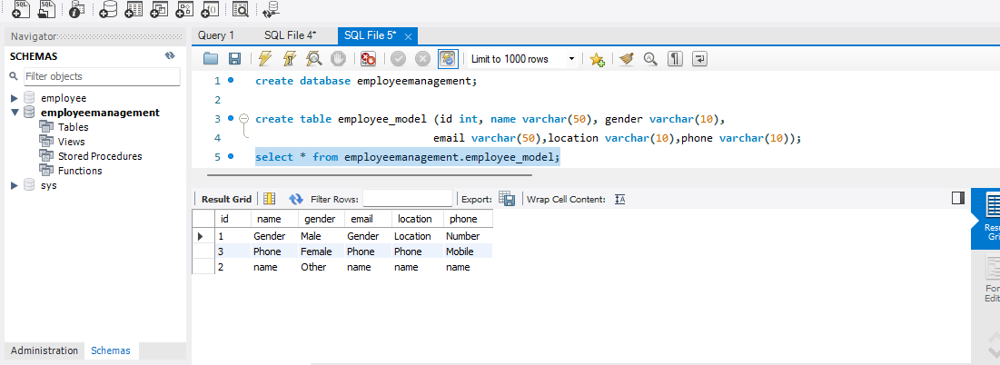 Navigator
SCHEMAS
Filter objects
employee
employeemanagement
Tables
Views
Stored Procedures
Functions
sys
Administration Schemas
Query 1 SQL File 4* SQL File 5* ×
Limit to 1000 rows
1 create database employeemanagement;
2
3 create table employee_model (id int, name varchar(50), gender varchar(10),
4 email varchar(50),location varchar(10),phone varchar(10));
5 select * from employeemanagement.employee_model;
Result Grid Filter Rows: Export: Wrap Cell Content:
id name gender email location phone
1 Gender Male Gender Location Number
3 Phone Female Phone Phone Mobile
2 name Other name name name